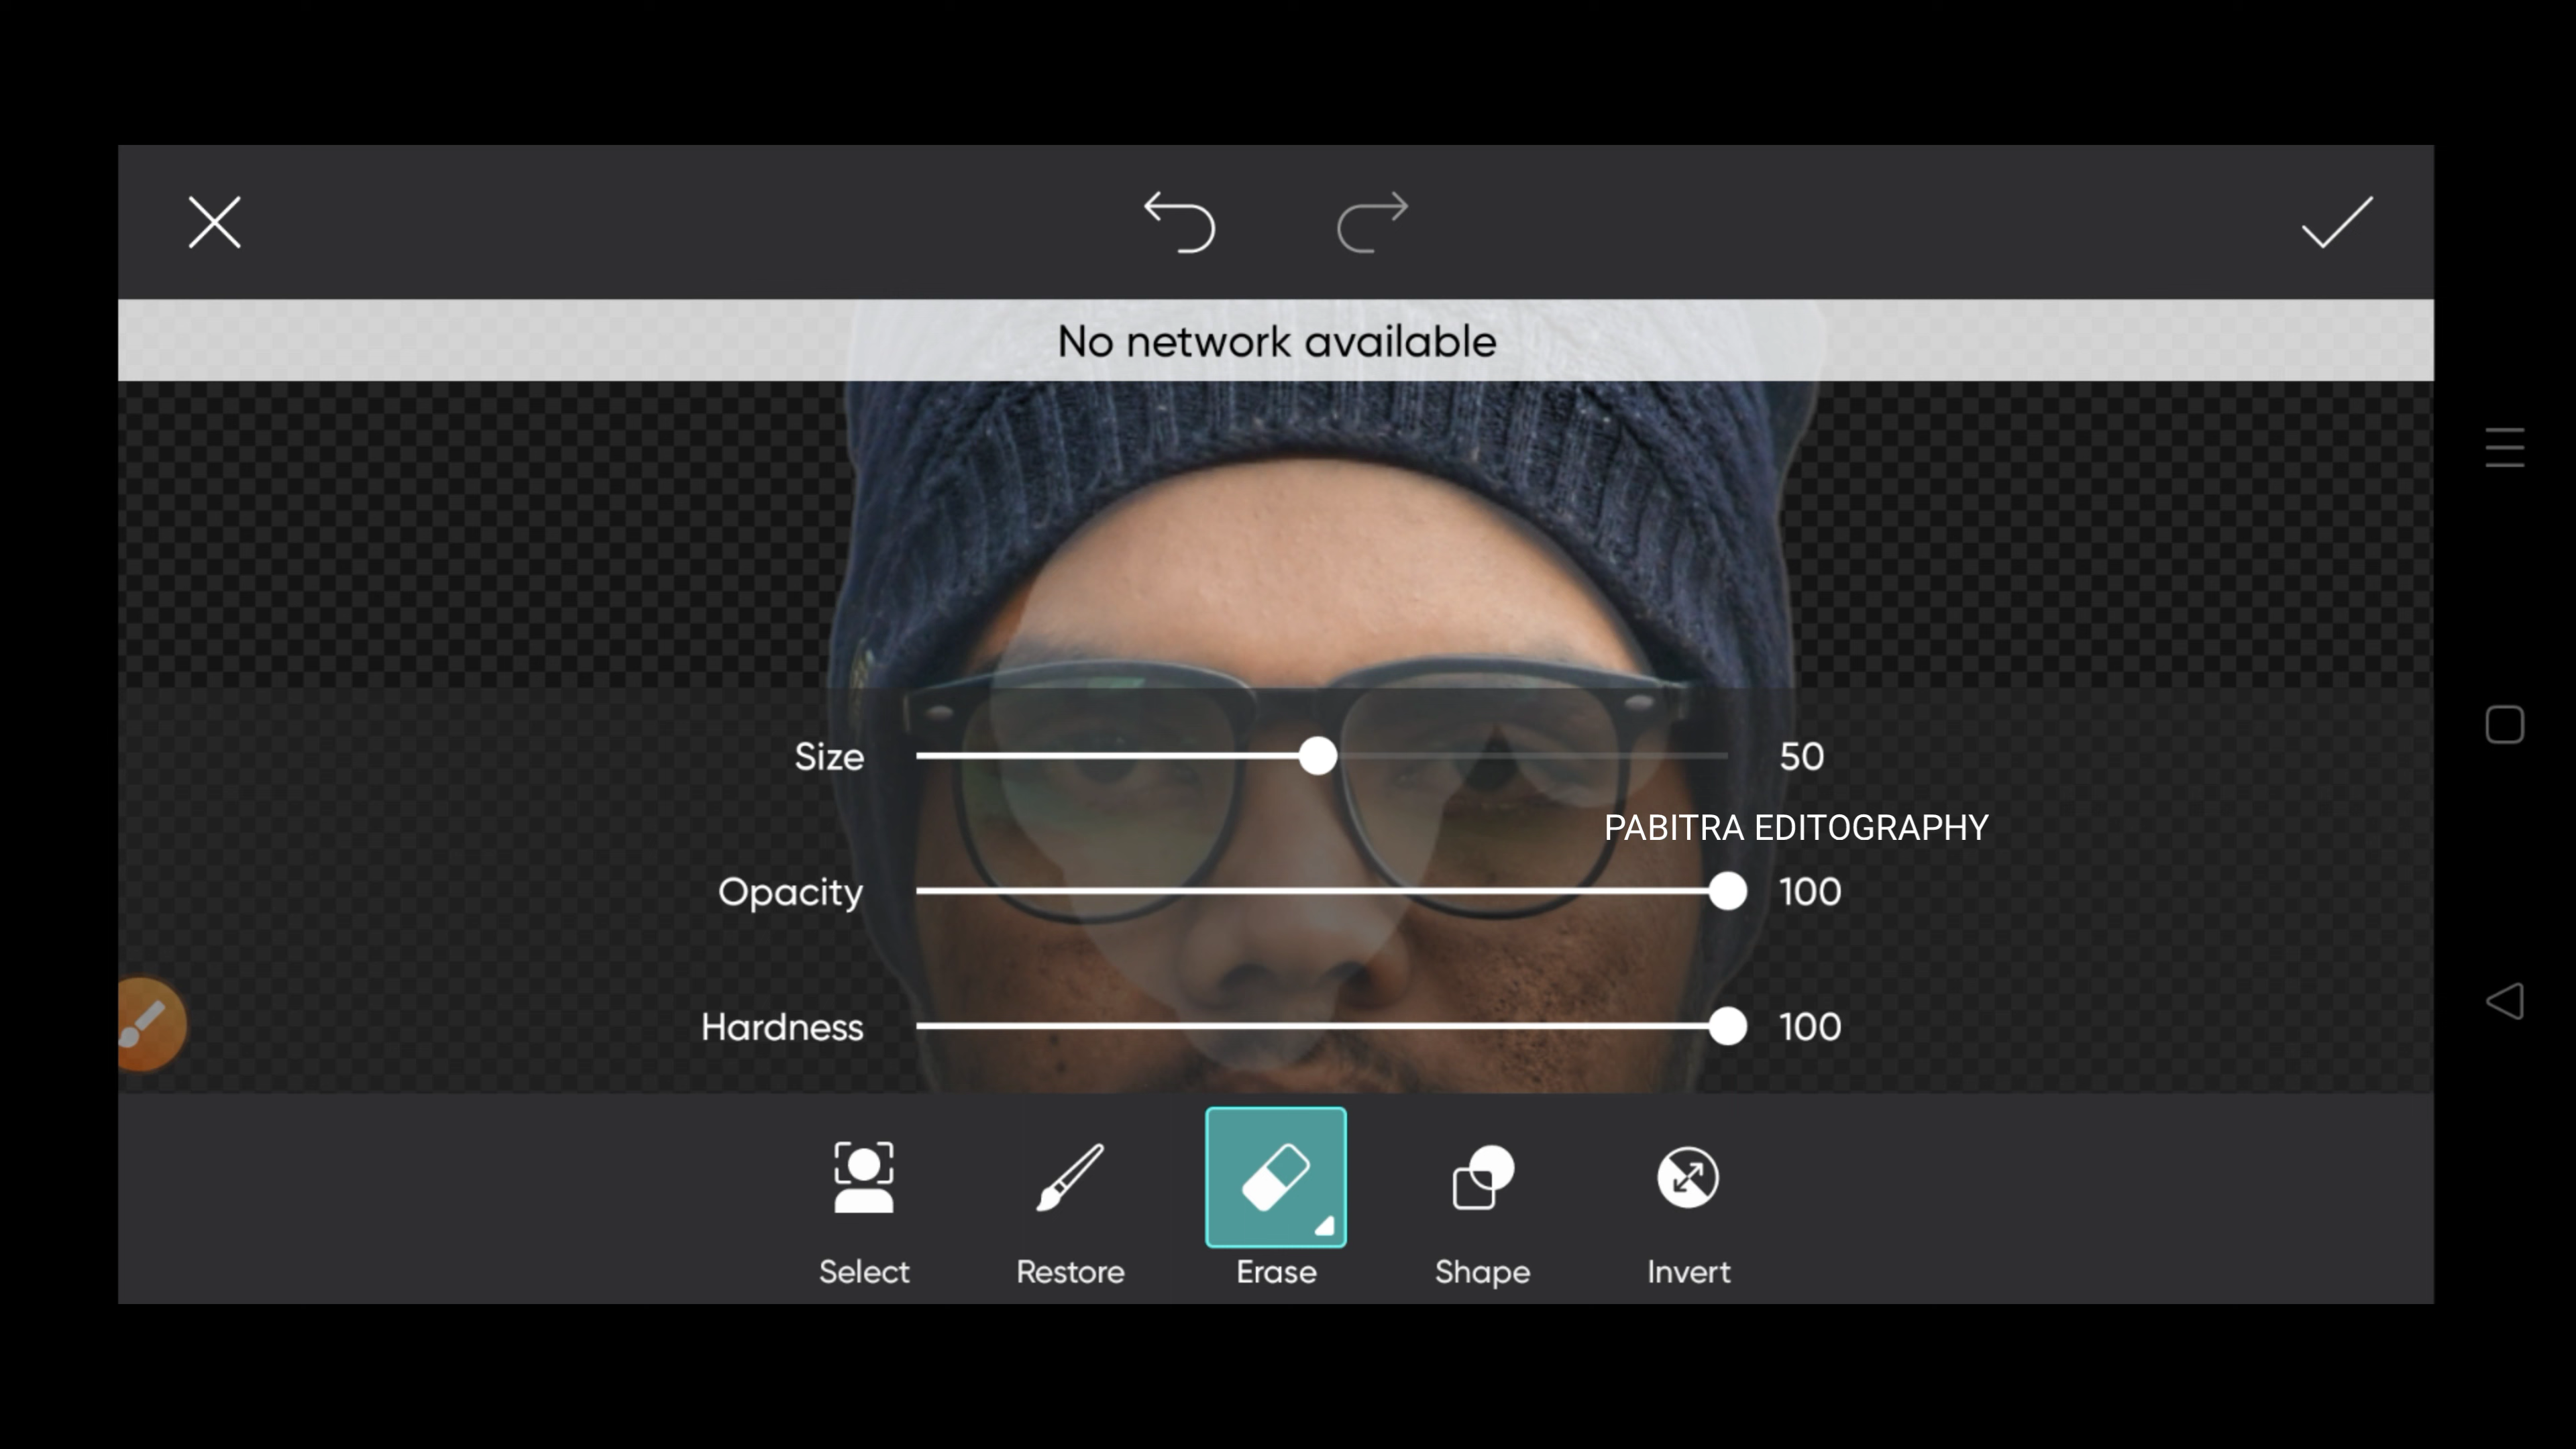 No network available
Size 50
PABITRA EDITOGRAPHY
Opacity 100
Hardness 100
Select Restore Erase Shape Invert